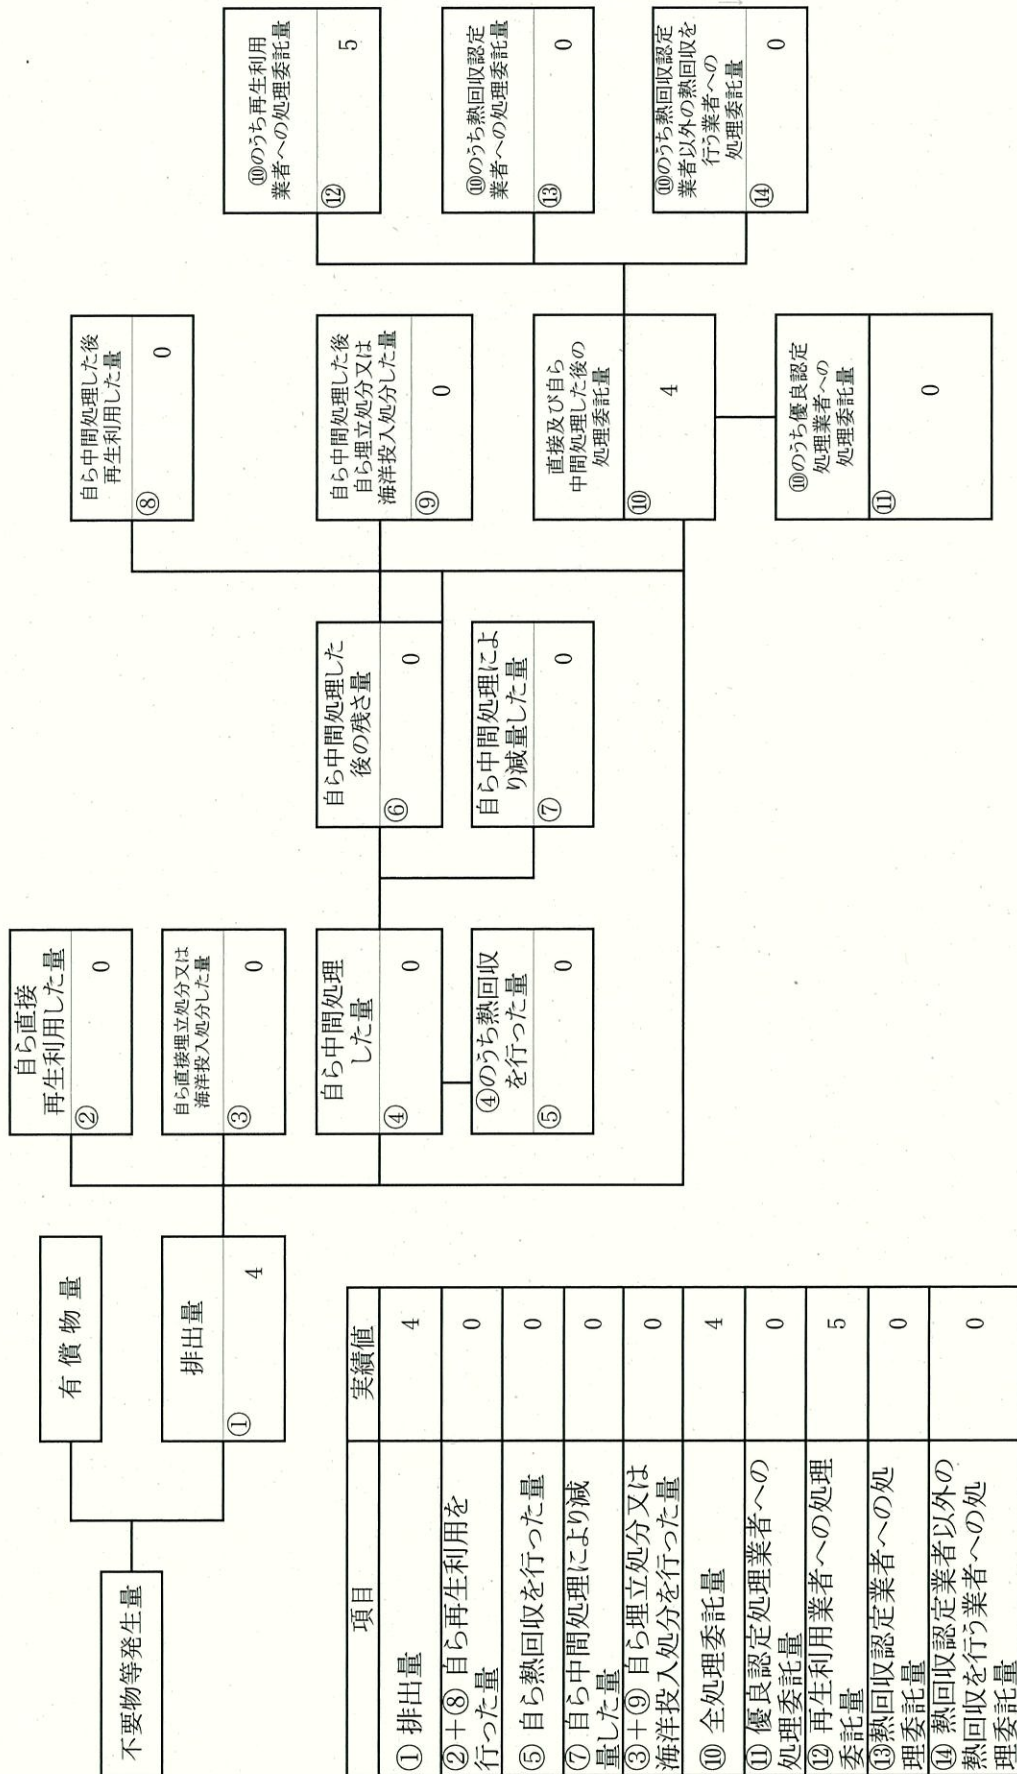 不要物等発生量
有償物量
排出量
①
4
自ら直接
再生利用した量
②
0
自ら直接埋立処分又は
海洋投入処分した量
③
0
自ら中間処理
した量
④
0
④のうち熱回収
を行った量
⑤
0
自ら中間処理した
後の残さ量
⑥
0
自ら中間処理によ
り減量した量
⑦
0
自ら中間処理した後
再生利用した量
⑧
0
自ら中間処理した後
自ら埋立処分又は
海洋投入処分した量
⑨
0
直接及び自ら
中間処理した後の
処理委託量
⑩
4
⑩のうち優良認定
処理業者への
処理委託量
⑪
0
⑩のうち再生利用
業者への処理委託量
⑫
5
⑩のうち熱回収認定
業者への処理委託量
⑬
0
⑩のうち熱回収認定
業者以外の熱回収を
行う業者への
処理委託量
⑭
0
項目 実績値
① 排出量 4
②+⑧ 自ら再生利用を
行った量 0
⑤ 自ら熱回収を行った量 0
⑦ 自ら中間処理により減
量した量 0
③+⑨ 自ら埋立処分又は
海洋投入処分を行った量 0
⑩ 全処理委託量 4
⑪ 優良認定処理業者への
処理委託量 0
⑫ 再生利用業者への処理
委託量 5
⑬熱回収認定業者への処
理委託量 0
⑭ 熱回収認定業者以外の
熱回収を行う業者への処
理委託量 0